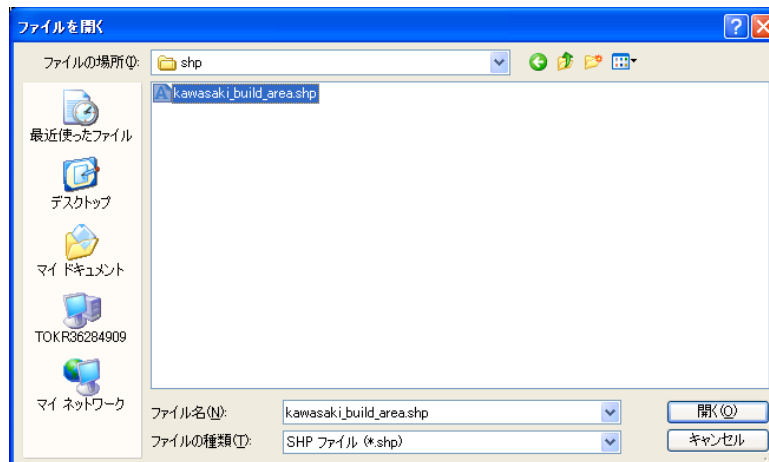 ファイルを開く
ファイルの場所(I):
shp
kawasaki_build_area.shp
最近使ったファイル
デスクトップ
マイ ドキュメント
TOKR36284909
マイ ネットワーク
ファイル名(N):
kawasaki_build_area.shp
開く(O)
ファイルの種類(T):
SHP ファイル (*.shp)
キャンセル